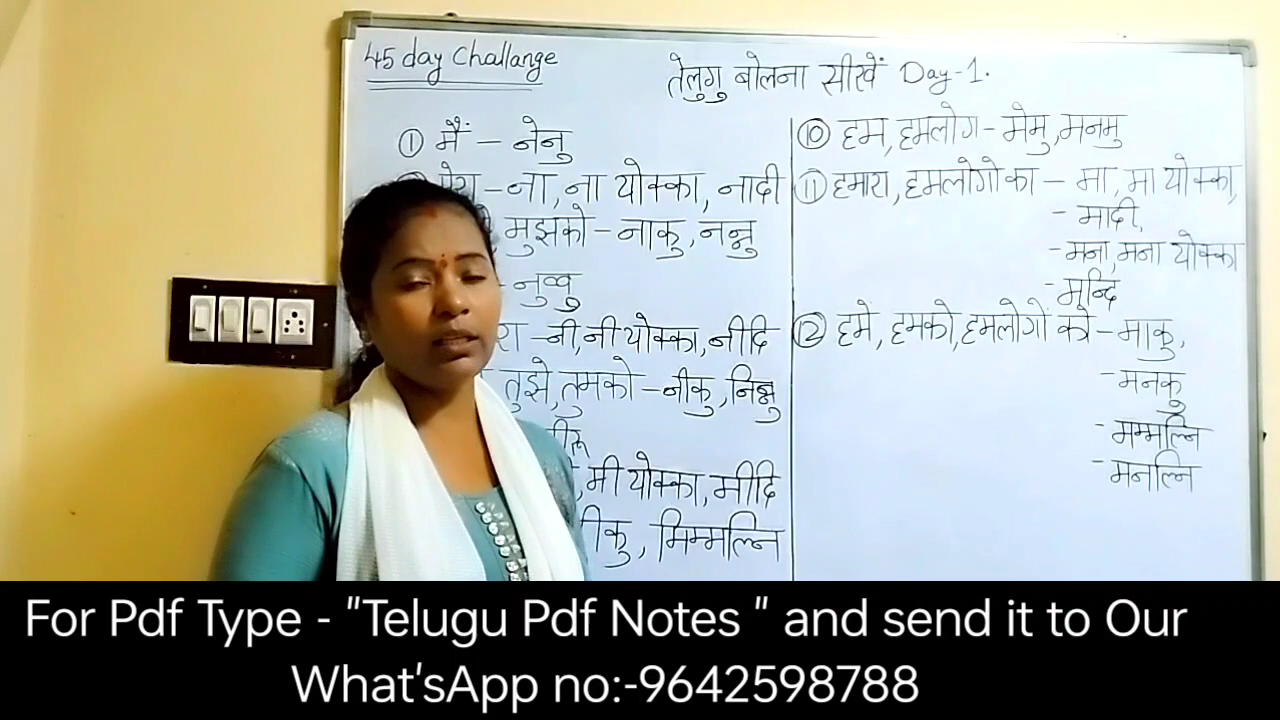 45 day Challange
तेलुगु बोलना सीखें Day-1.
① मैं – नेनु
– ना, ना योक्का, नादी
मुझको – नाकु, नन्नु
– नुव्वु
रा – नी, नी योक्का, नीदि
तुझे, तुमको – नीकु, निन्नु
मी योक्का, मीदि
, मिम्मल्नि
⑩ हम, हमलोग – मेमु, मनमु
⑪ हमारा, हमलोगो का – मा, मा योक्का,
- मादी,
- मना, मना योक्का
- मन्दि
⑫ हमे, हमको, हमलोगों को – माकु,
- मनकु
- मम्मल्नि
- मनल्नि
For Pdf Type - "Telugu Pdf Notes " and send it to Our
What'sApp no:-9642598788